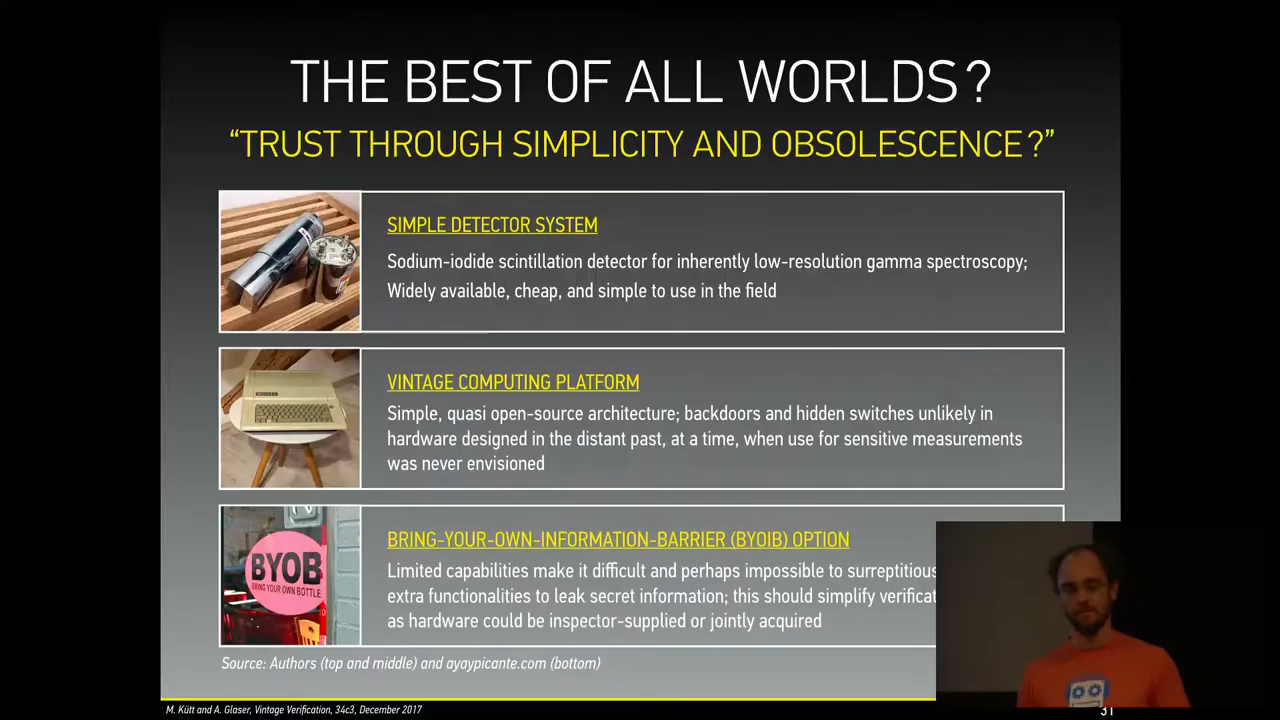 THE BEST OF ALL WORLDS?
“TRUST THROUGH SIMPLICITY AND OBSOLESCENCE?”
SIMPLE DETECTOR SYSTEM
Sodium-iodide scintillation detector for inherently low-resolution gamma spectroscopy;
Widely available, cheap, and simple to use in the field
VINTAGE COMPUTING PLATFORM
Simple, quasi open-source architecture; backdoors and hidden switches unlikely in
hardware designed in the distant past, at a time, when use for sensitive measurements
was never envisioned
BYOB
BRING YOUR OWN BOTTLE
BRING-YOUR-OWN-INFORMATION-BARRIER (BYOIB) OPTION
Limited capabilities make it difficult and perhaps impossible to surreptitious
extra functionalities to leak secret information; this should simplify verificat
as hardware could be inspector-supplied or jointly acquired
Source: Authors (top and middle) and ayaypicante.com (bottom)
M. Kütt and A. Glaser, Vintage Verification, 34c3, December 2017
31